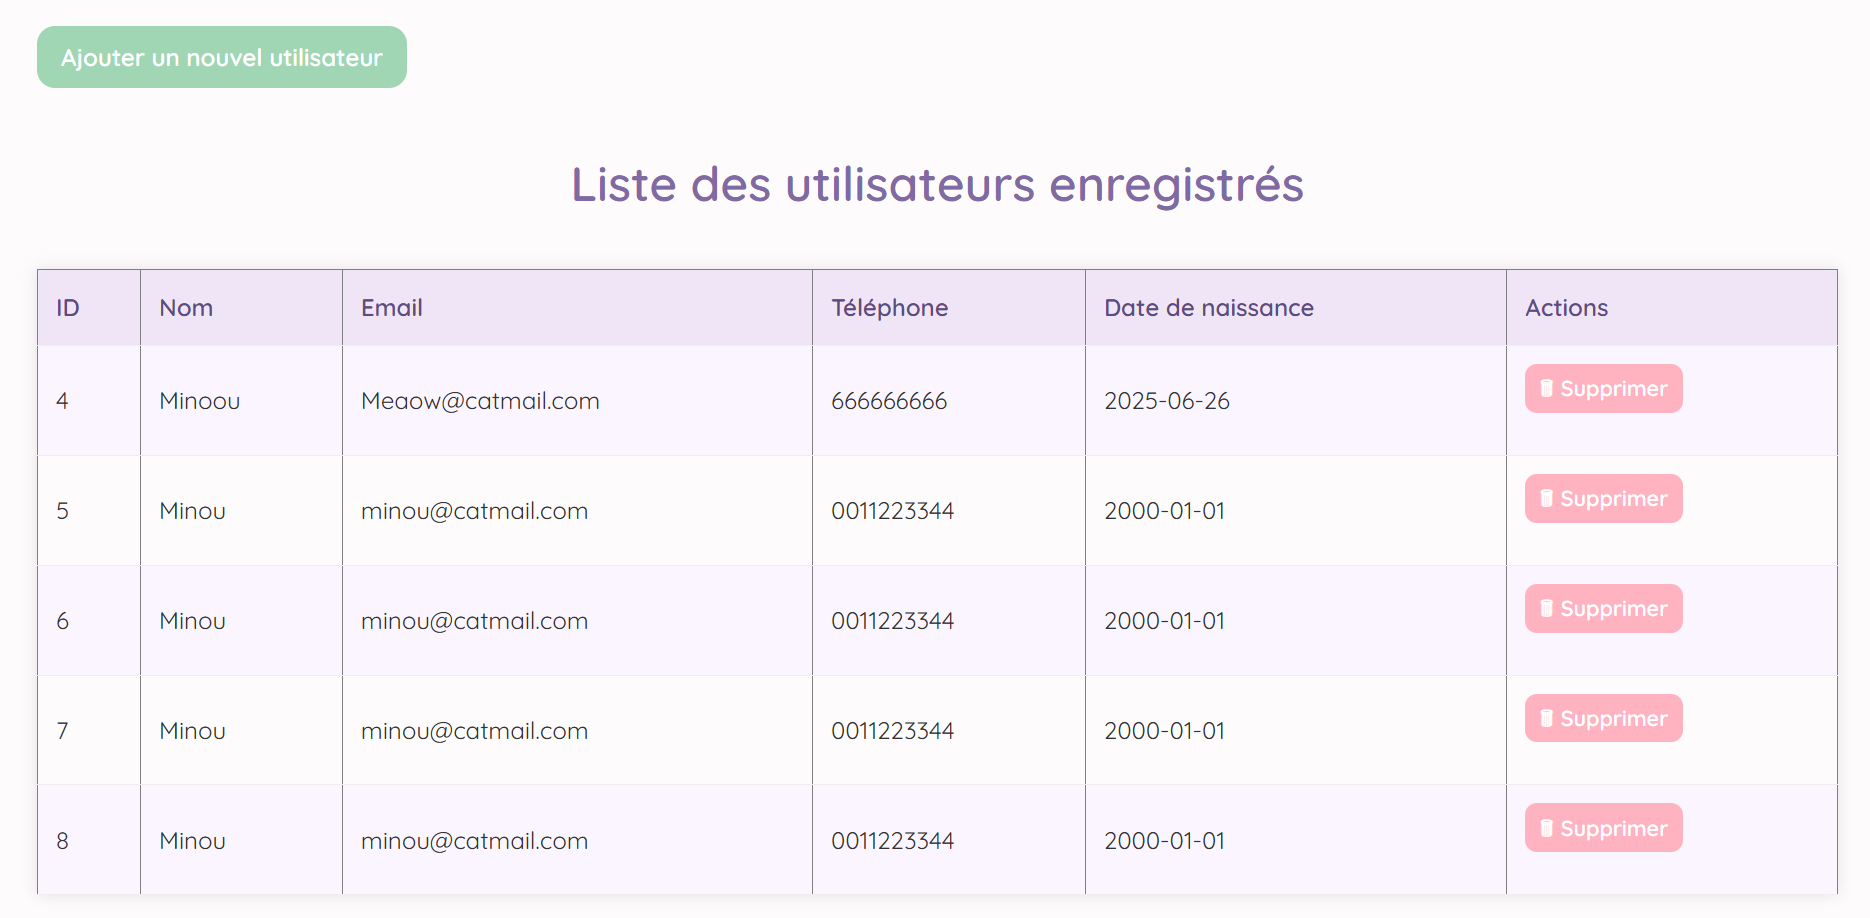 Ajouter un nouvel utilisateur
Liste des utilisateurs enregistrés
ID Nom Email Téléphone Date de naissance Actions
4 Minoou Meaow@catmail.com 666666666 2025-06-26 Supprimer
5 Minou minou@catmail.com 0011223344 2000-01-01 Supprimer
6 Minou minou@catmail.com 0011223344 2000-01-01 Supprimer
7 Minou minou@catmail.com 0011223344 2000-01-01 Supprimer
8 Minou minou@catmail.com 0011223344 2000-01-01 Supprimer